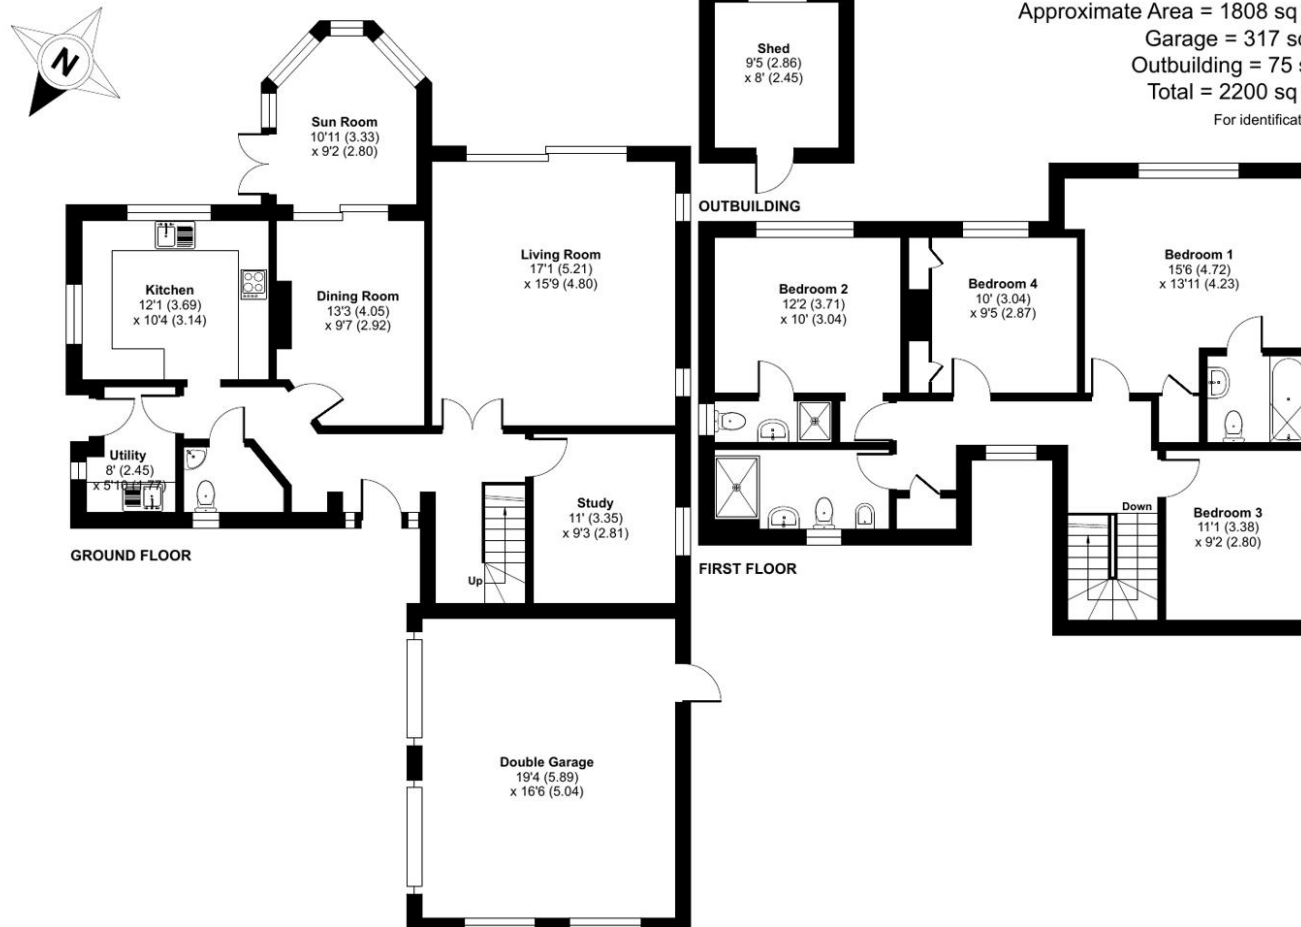 N
Approximate Area = 1808 sq
Garage = 317 s
Outbuilding = 75 s
Total = 2200 sq
For identificat
Shed
9'5 (2.86)
x 8' (2.45)
OUTBUILDING
Sun Room
10'11 (3.33)
x 9'2 (2.80)
Kitchen
12'1 (3.69)
x 10'4 (3.14)
Dining Room
13'3 (4.05)
x 9'7 (2.92)
Living Room
17'1 (5.21)
x 15'9 (4.80)
Utility
8' (2.45)
x 5'10 (1.77)
Study
11' (3.35)
x 9'3 (2.81)
Up
GROUND FLOOR
Double Garage
19'4 (5.89)
x 16'6 (5.04)
Bedroom 2
12'2 (3.71)
x 10' (3.04)
Bedroom 4
10' (3.04)
x 9'5 (2.87)
Bedroom 1
15'6 (4.72)
x 13'11 (4.23)
Down
Bedroom 3
11'1 (3.38)
x 9'2 (2.80)
FIRST FLOOR